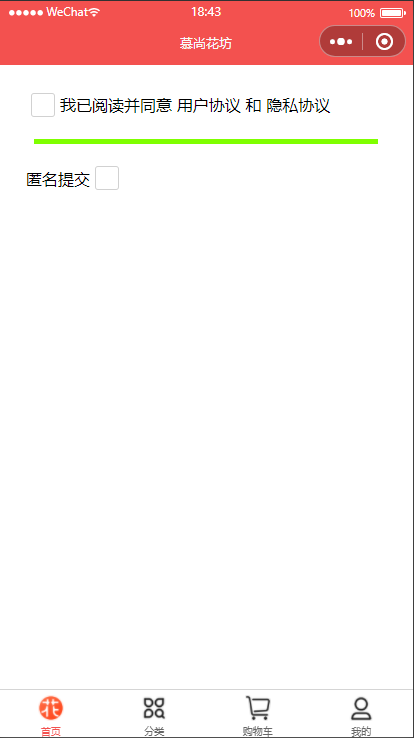 WeChat 18:43 100%
慕尚花坊
我已阅读并同意 用户协议 和 隐私协议
匿名提交
花
首页 分类 购物车 我的